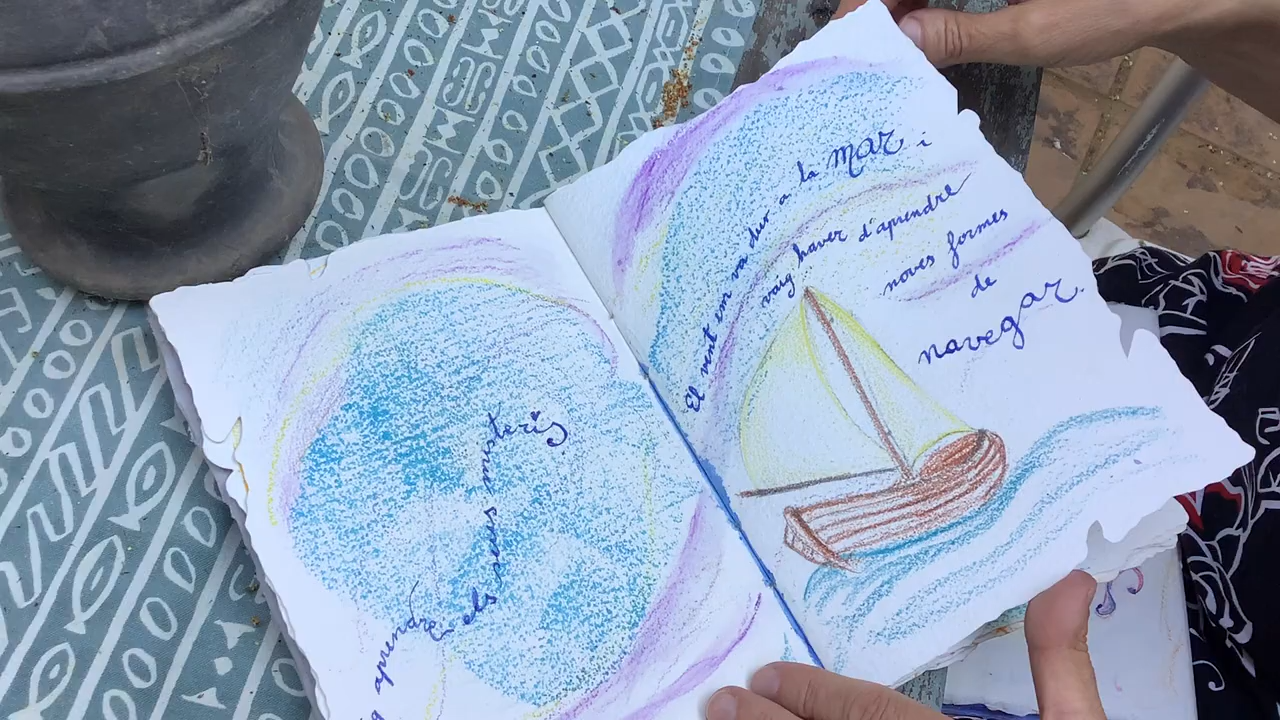 aprendre
els seus misteris
El vent em va dur a la MAR i
vaig haver d'aprendre
noves formes
de
navegar.